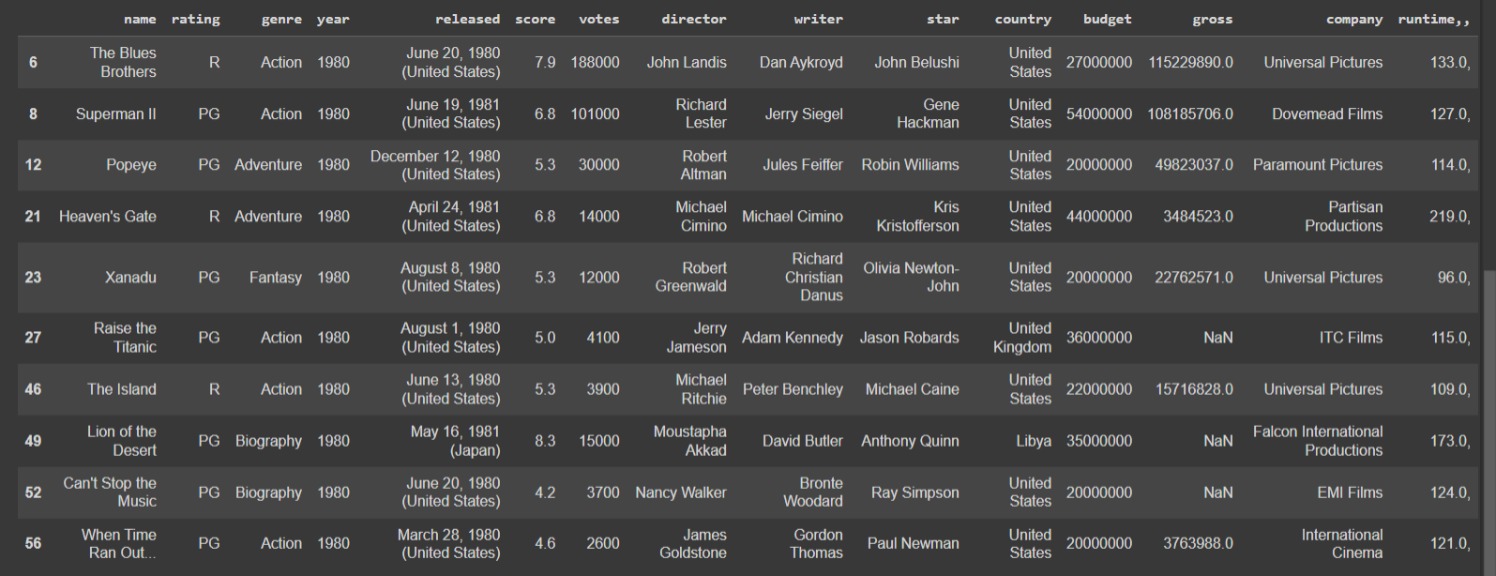 name rating genre year released score votes director writer star country budget gross company runtime,,
6 The Blues Brothers R Action 1980 June 20, 1980 (United States) 7.9 188000 John Landis Dan Aykroyd John Belushi United States 27000000 115229890.0 Universal Pictures 133.0,
8 Superman II PG Action 1980 June 19, 1981 (United States) 6.8 101000 Richard Lester Jerry Siegel Gene Hackman United States 54000000 108185706.0 Dovemead Films 127.0,
12 Popeye PG Adventure 1980 December 12, 1980 (United States) 5.3 30000 Robert Altman Jules Feiffer Robin Williams United States 20000000 49823037.0 Paramount Pictures 114.0,
21 Heaven's Gate R Adventure 1980 April 24, 1981 (United States) 6.8 14000 Michael Cimino Michael Cimino Kris Kristofferson United States 44000000 3484523.0 Partisan Productions 219.0,
23 Xanadu PG Fantasy 1980 August 8, 1980 (United States) 5.3 12000 Robert Greenwald Richard Christian Danus Olivia Newton-John United States 20000000 22762571.0 Universal Pictures 96.0,
27 Raise the Titanic PG Action 1980 August 1, 1980 (United States) 5.0 4100 Jerry Jameson Adam Kennedy Jason Robards United Kingdom 36000000 NaN ITC Films 115.0,
46 The Island R Action 1980 June 13, 1980 (United States) 5.3 3900 Michael Ritchie Peter Benchley Michael Caine United States 22000000 15716828.0 Universal Pictures 109.0,
49 Lion of the Desert PG Biography 1980 May 16, 1981 (Japan) 8.3 15000 Moustapha Akkad David Butler Anthony Quinn Libya 35000000 NaN Falcon International Productions 173.0,
52 Can't Stop the Music PG Biography 1980 June 20, 1980 (United States) 4.2 3700 Nancy Walker Bronte Woodard Ray Simpson United States 20000000 NaN EMI Films 124.0,
56 When Time Ran Out... PG Action 1980 March 28, 1980 (United States) 4.6 2600 James Goldstone Gordon Thomas Paul Newman United States 20000000 3763988.0 International Cinema 121.0,